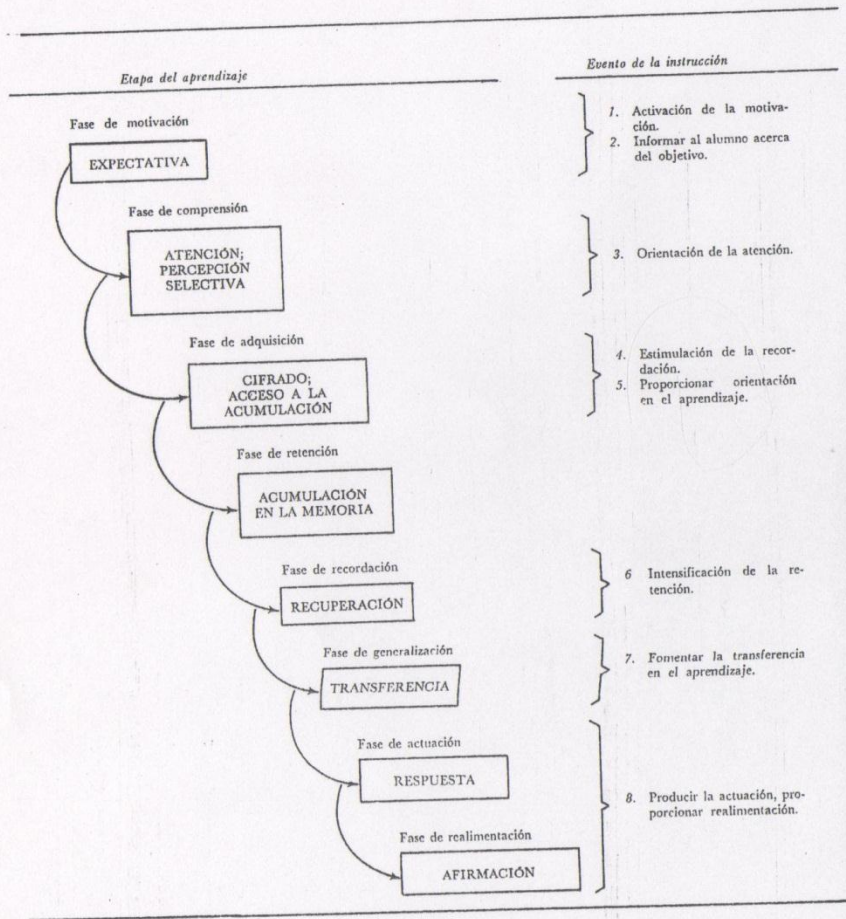 Etapa del aprendizaje
Evento de la instrucción
Fase de motivación
EXPECTATIVA
1. Activación de la motiva-
ción.
2. Informar al alumno acerca
del objetivo.
Fase de comprensión
ATENCIÓN;
PERCEPCIÓN
SELECTIVA
3. Orientación de la atención.
Fase de adquisición
CIFRADO;
ACCESO A LA
ACUMULACIÓN
4. Estimulación de la recor-
dación.
5. Proporcionar orientación
en el aprendizaje.
Fase de retención
ACUMULACIÓN
EN LA MEMORIA
Fase de recordación
RECUPERACIÓN
6 Intensificación de la re-
tención.
Fase de generalización
TRANSFERENCIA
7. Fomentar la transferencia
en el aprendizaje.
Fase de actuación
RESPUESTA
8. Producir la actuación, pro-
porcionar realimentación.
Fase de realimentación
AFIRMACIÓN